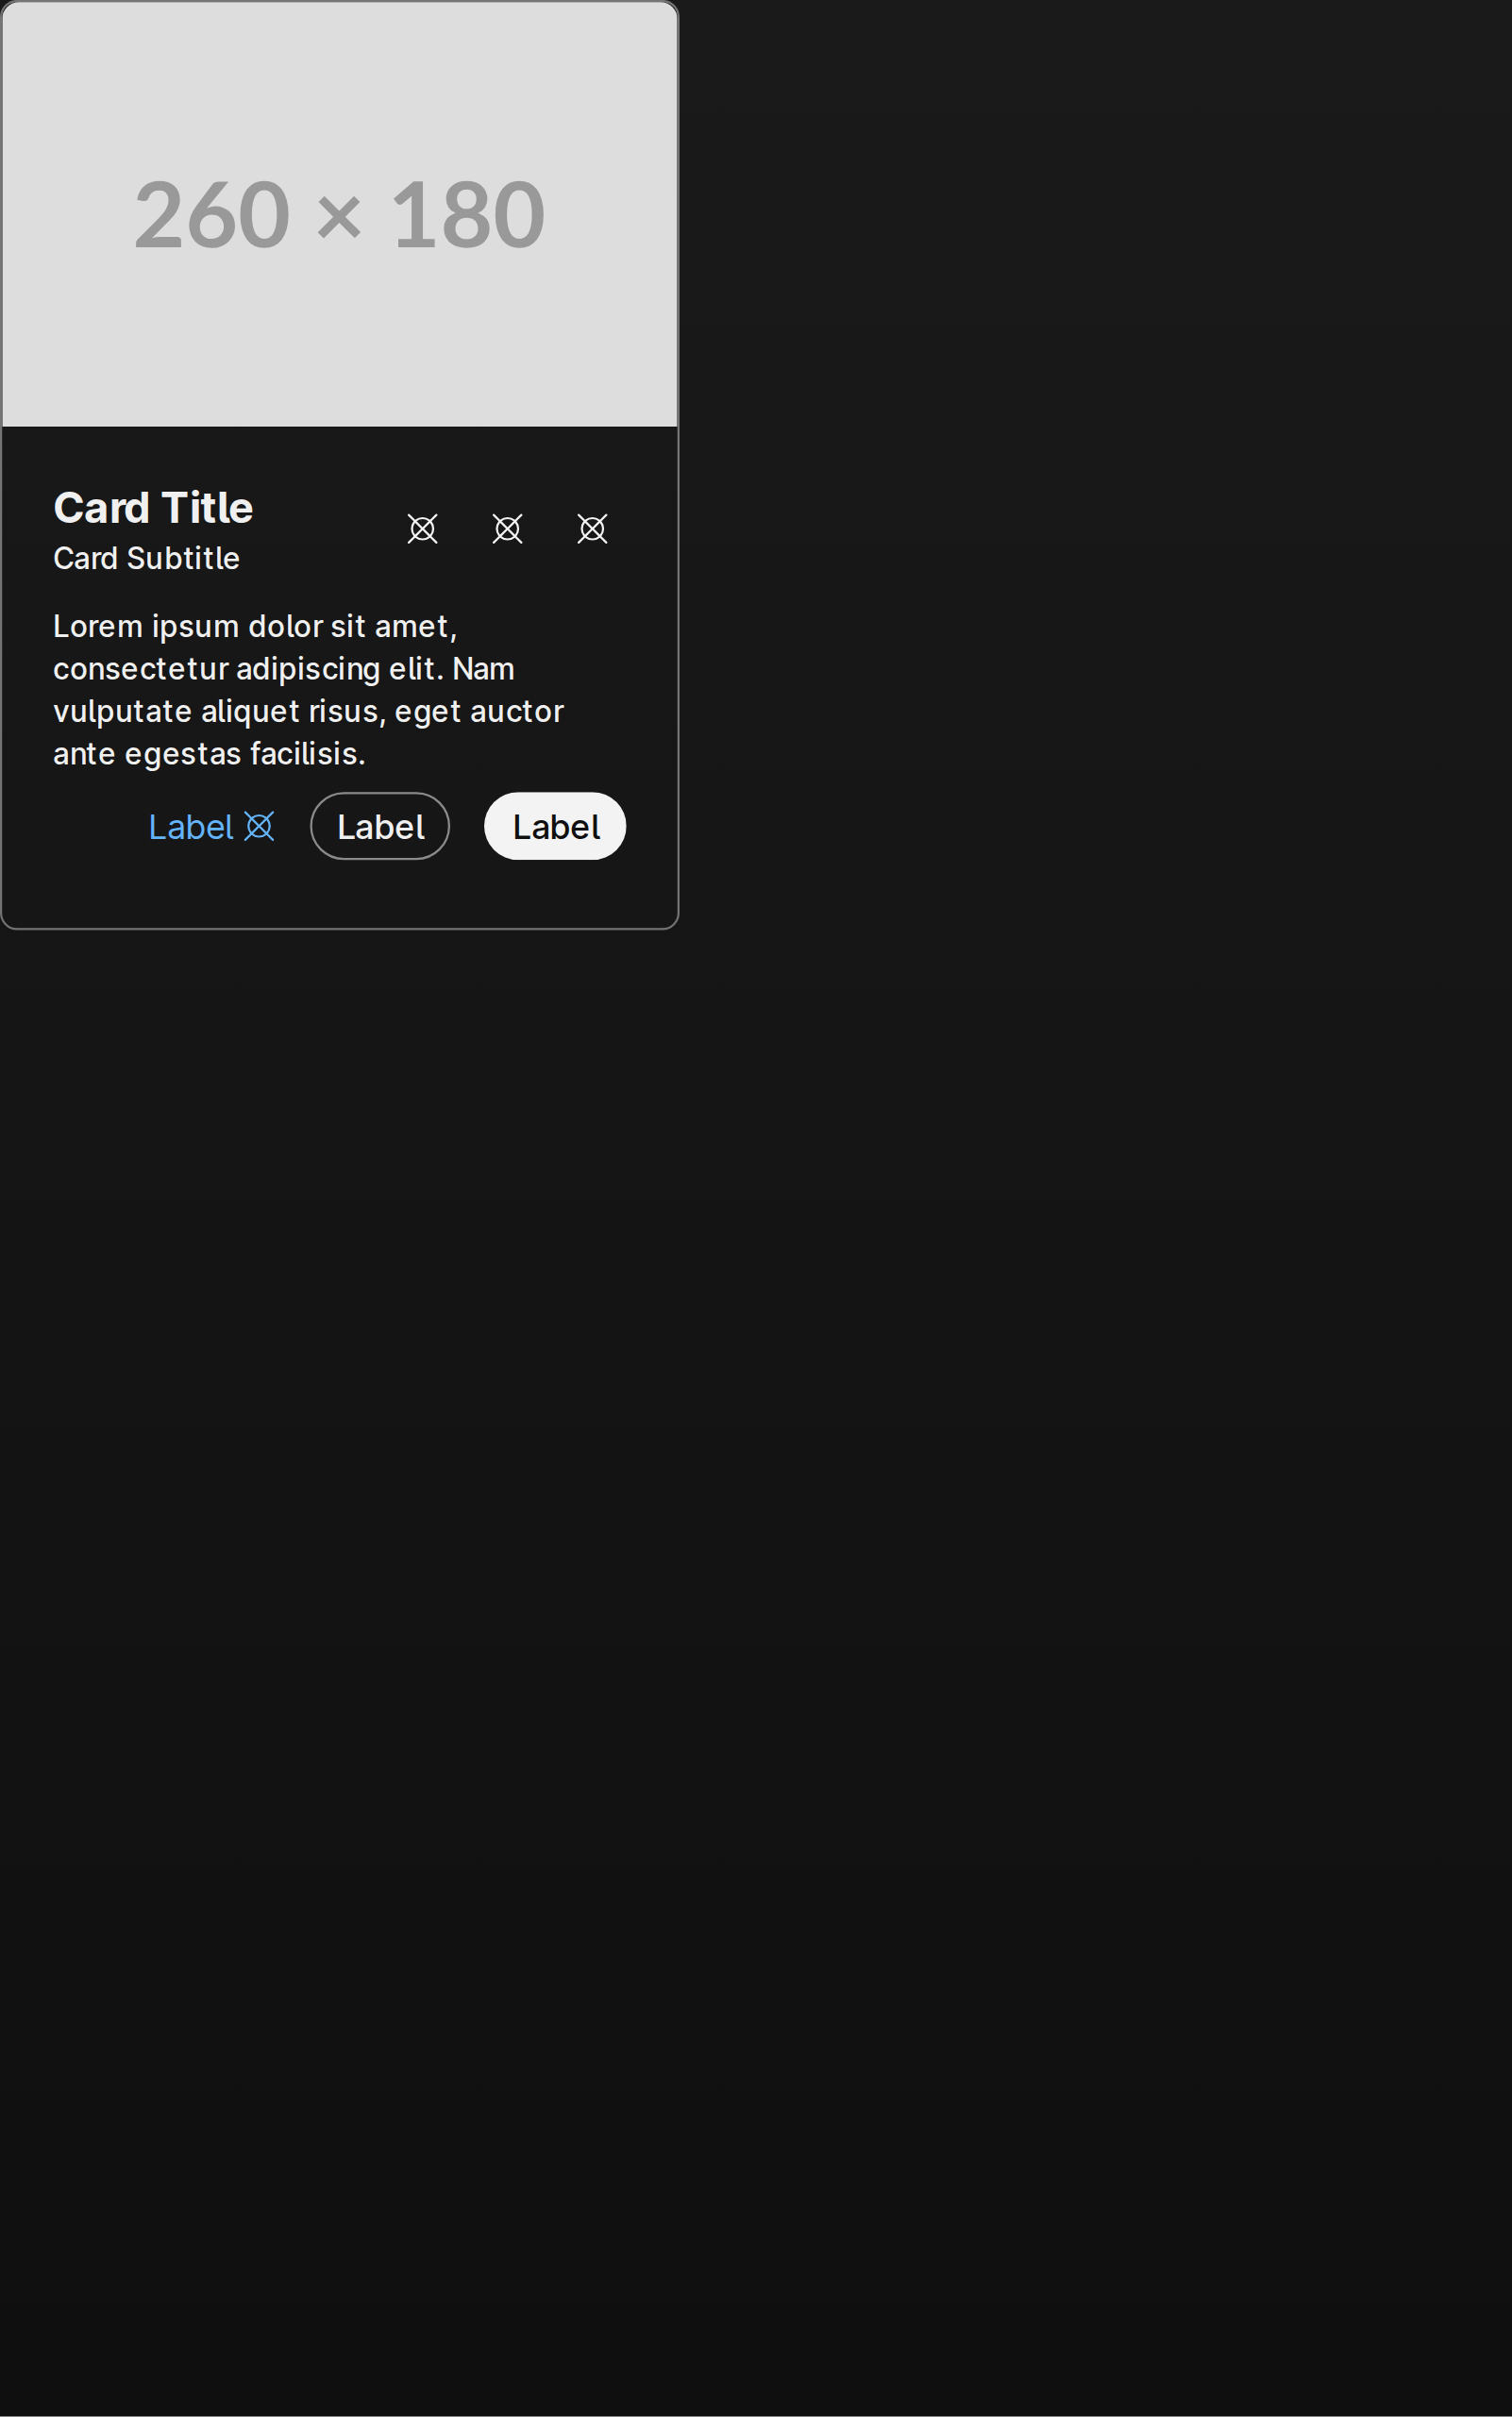 260 × 180
Card Title
Card Subtitle
Lorem ipsum dolor sit amet,
consectetur adipiscing elit. Nam
vulputate aliquet risus, eget auctor
ante egestas facilisis.
Label Label Label